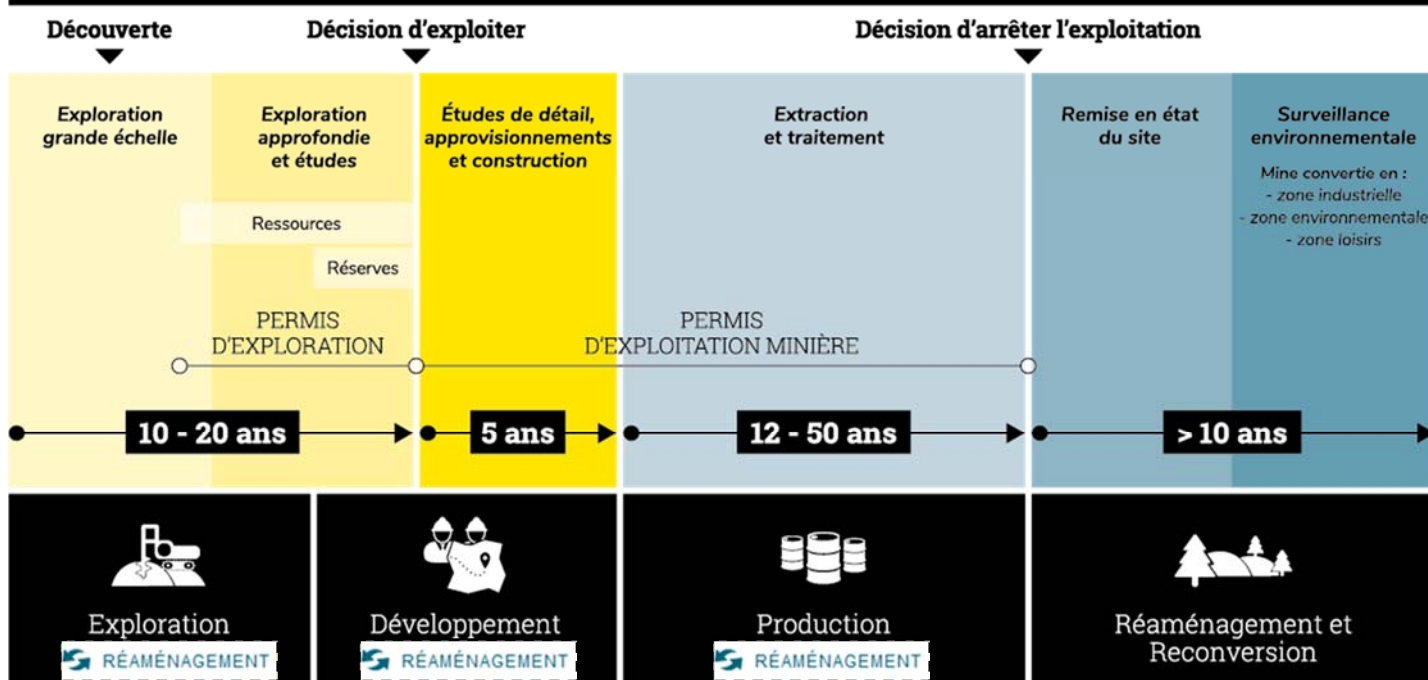 Découverte
Décision d'exploiter
Décision d'arrêter l'exploitation
Exploration
grande échelle
Exploration
approfondie
et études
Études de détail,
approvisionnements
et construction
Extraction
et traitement
Remise en état
du site
Surveillance
environnementale
Mine convertie en :
- zone industrielle
- zone environnementale
- zone loisirs
Ressources
Réserves
PERMIS
D'EXPLORATION
PERMIS
D'EXPLOITATION MINIÈRE
10 - 20 ans
5 ans
12 - 50 ans
> 10 ans
Exploration
RÉAMÉNAGEMENT
Développement
RÉAMÉNAGEMENT
Production
RÉAMÉNAGEMENT
Réaménagement et
Reconversion